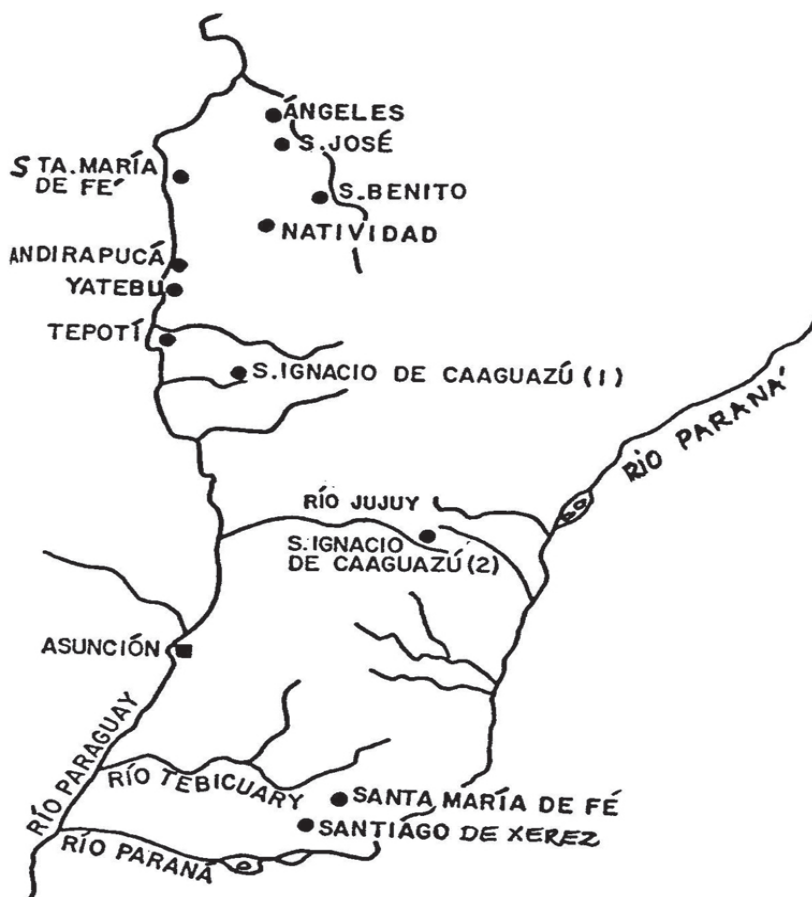 ÁNGELES
S. JOSÉ
STA. MARÍA
DE FÉ
S. BENITO
NATIVIDAD
ANDIRAPUCÁ
YATEBU
TEPOTÍ
S. IGNACIO DE CAAGUAZÚ (1)
RÍO PARANÁ
RÍO JUJUY
S. IGNACIO
DE CAAGUAZÚ (2)
ASUNCIÓN
RÍO PARAGUAY
RÍO TEBICUARY
SANTA MARÍA DE FÉ
SANTIAGO DE XEREZ
RÍO PARANÁ